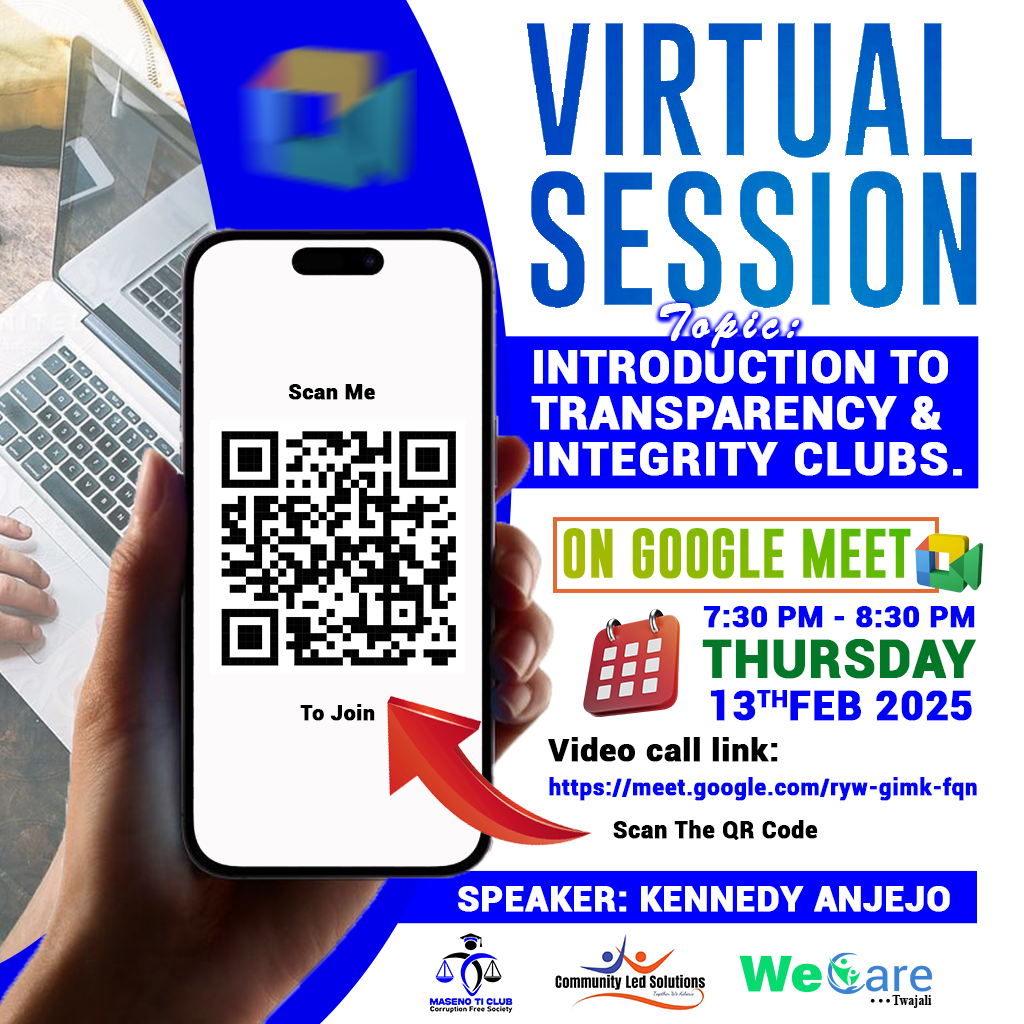 VIRTUAL
SESSION
Topic:
INTRODUCTION TO
TRANSPARENCY &
INTEGRITY CLUBS.
ON GOOGLE MEET
7:30 PM - 8:30 PM
THURSDAY
13THFEB 2025
Video call link:
https://meet.google.com/ryw-gimk-fqn
Scan The QR Code
Scan Me
To Join
SPEAKER: KENNEDY ANJEJO
MASENO TI CLUB
Corruption Free Society
Community Led Solutions
Together We Achieve
WeCare
...Twajali